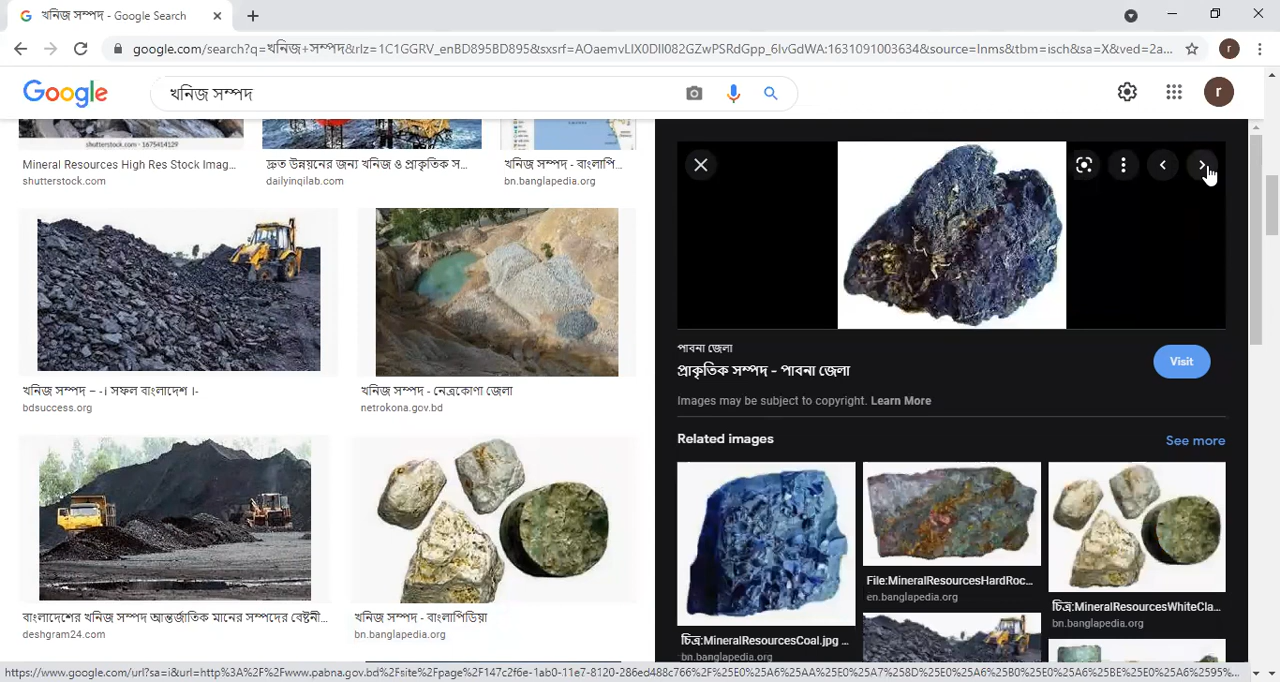 খনিজ সম্পদ - Google Search
google.com/search?q=খনিজ+সম্পদ&rlz=1C1GGRV_enBD895BD895&sxsrf=AOaemvLIX0DIl082GZwPSRdGpp_6IvGdWA:1631091003634&source=lnms&tbm=isch&sa=X&ved=2a...
r
Google
খনিজ সম্পদ
r
shutterstock.com · 1675414129
Mineral Resources High Res Stock Imag...
shutterstock.com
দ্রুত উন্নয়নের জন্য খনিজ ও প্রাকৃতিক স...
dailyinqilab.com
খনিজ সম্পদ - বাংলাপি...
bn.banglapedia.org
খনিজ সম্পদ – -। সফল বাংলাদেশ ।-
bdsuccess.org
খনিজ সম্পদ - নেত্রকোণা জেলা
netrokona.gov.bd
বাংলাদেশের খনিজ সম্পদ আন্তর্জাতিক মানের সম্পদের বেষ্টনী...
deshgram24.com
খনিজ সম্পদ - বাংলাপিডিয়া
bn.banglapedia.org
পাবনা জেলা
প্রাকৃতিক সম্পদ - পাবনা জেলা
Visit
Images may be subject to copyright. Learn More
Related images
See more
চিত্র:MineralResourcesCoal.jpg ...
bn.banglapedia.org
File:MineralResourcesHardRoc...
en.banglapedia.org
চিত্র:MineralResourcesWhiteCla...
bn.banglapedia.org